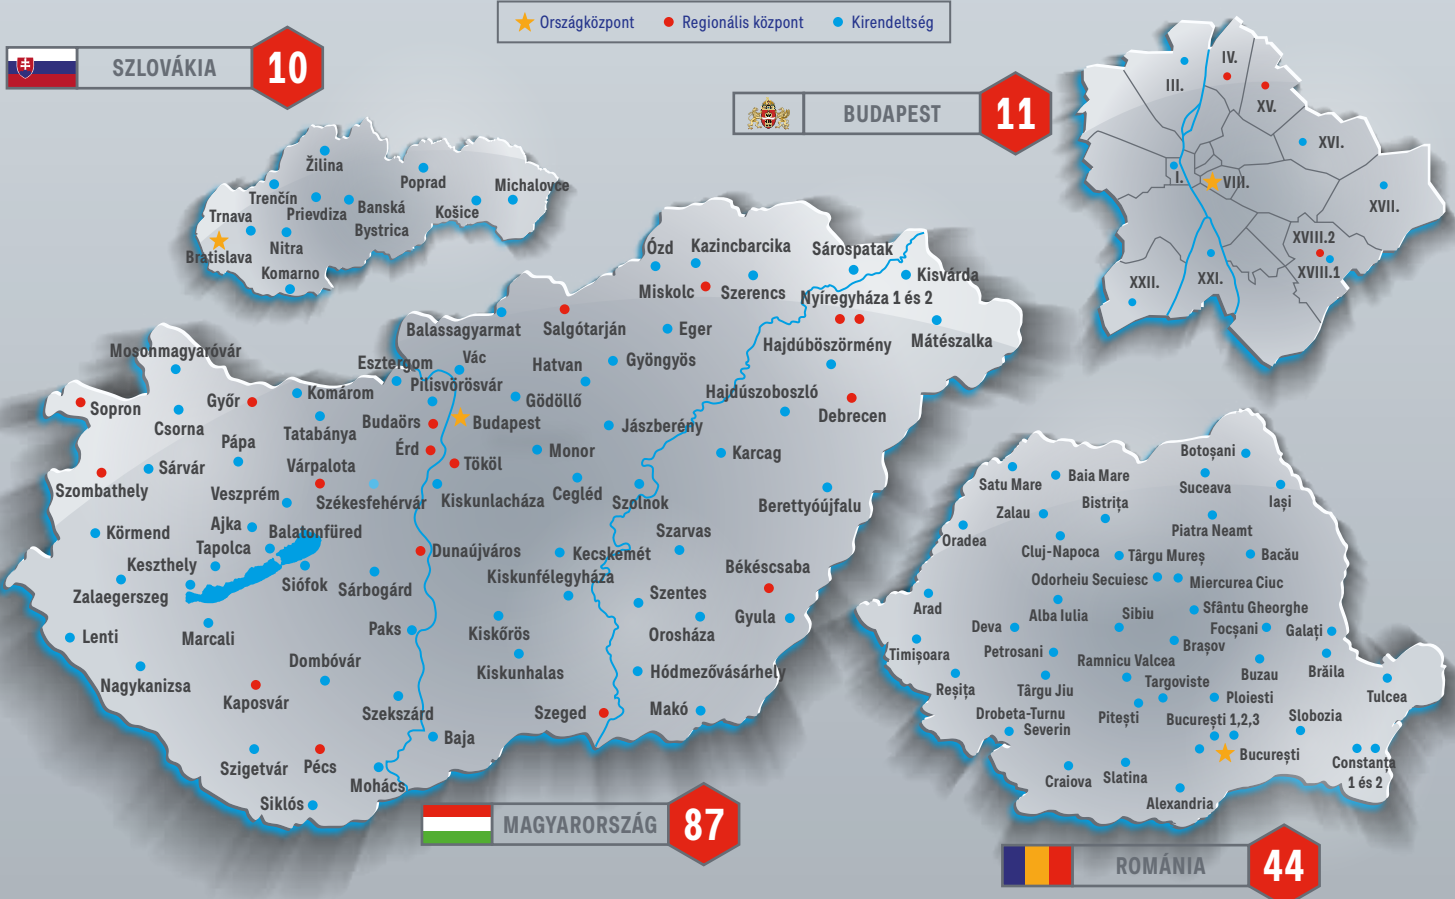 Országközpont
Regionális központ
Kirendeltség
SZLOVÁKIA
10
Žilina
Poprad
Michalovce
Trenčín
Prievdiza
Banská
Bystrica
Košice
Trnava
Nitra
Bratislava
Komarno
BUDAPEST
11
IV.
III.
XV.
XVI.
I.
VIII.
XVII.
XVIII.2
XVIII.1
XXII.
XXI.
Ózd
Kazincbarcika
Sárospatak
Kisvárda
Miskolc
Szerencs
Nyíregyháza 1 és 2
Balassagyarmat
Salgótarján
Eger
Mátészalka
Mosonmagyaróvár
Esztergom
Vác
Hatvan
Gyöngyös
Hajdúböszörmény
Pilisvörösvár
Komárom
Győr
Sopron
Csorna
Gödöllő
Hajdúszoboszló
Debrecen
Tatabánya
Budaörs
Budapest
Jászberény
Pápa
Érd
Monor
Karcag
Sárvár
Várpalota
Tököl
Szombathely
Veszprém
Székesfehérvár
Kiskunlacháza
Cegléd
Szolnok
Berettyóújfalu
Körmend
Ajka
Balatonfüred
Szarvas
Tapolca
Dunaújváros
Kecskemét
Keszthely
Kiskunfélegyháza
Békéscsaba
Zalaegerszeg
Siófok
Sárbogárd
Szentes
Gyula
Lenti
Marcali
Paks
Kiskőrös
Orosháza
Dombóvár
Kiskunhalas
Hódmezővásárhely
Nagykanizsa
Kaposvár
Szekszárd
Szeged
Makó
Baja
Szigetvár
Pécs
Mohács
Siklós
MAGYARORSZÁG
87
Botoșani
Satu Mare
Baia Mare
Suceava
Iași
Zalau
Bistrița
Oradea
Piatra Neamt
Cluj-Napoca
Târgu Mureș
Bacău
Odorheiu Secuiesc
Miercurea Ciuc
Arad
Alba Iulia
Sibiu
Sfântu Gheorghe
Deva
Focșani
Galați
Timișoara
Petrosani
Brașov
Ramnicu Valcea
Buzau
Brăila
Reșița
Târgu Jiu
Targoviste
Ploiesti
Tulcea
Drobeta-Turnu
Severin
Pitești
București 1,2,3
Slobozia
București
Constanța
1 és 2
Craiova
Slatina
Alexandria
ROMÁNIA
44